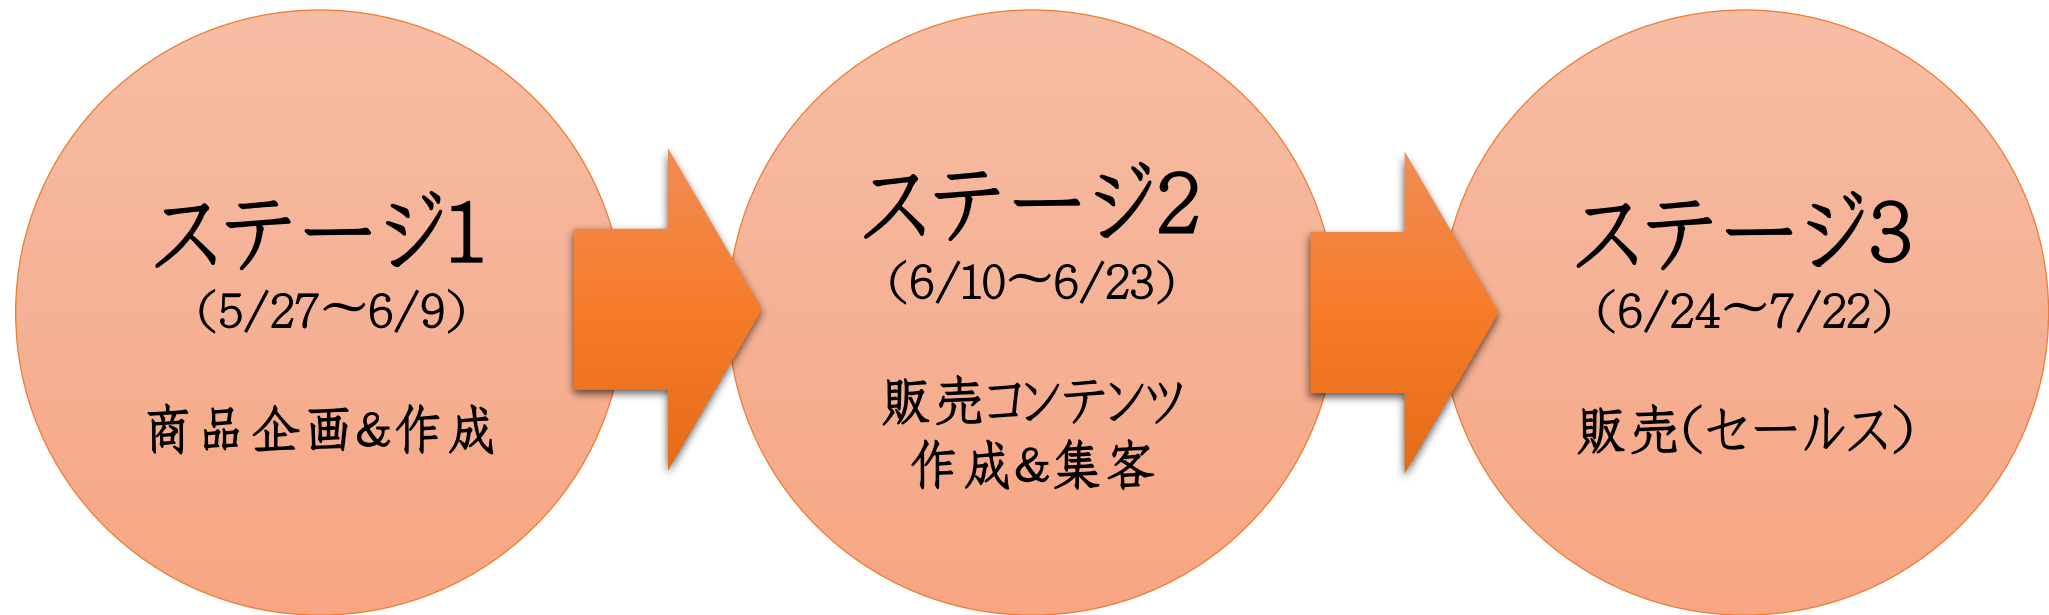 ステージ1
(5/27～6/9)
商品企画&作成
ステージ2
(6/10～6/23)
販売コンテンツ
作成&集客
ステージ3
(6/24～7/22)
販売(セールス)